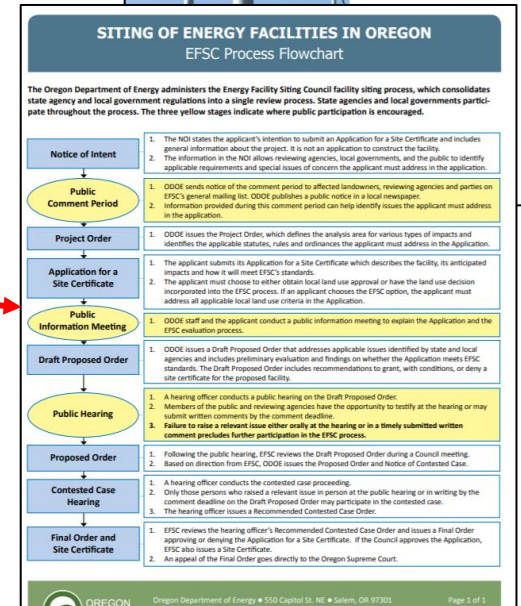 SITING OF ENERGY FACILITIES IN OREGON
EFSC Process Flowchart
The Oregon Department of Energy administers the Energy Facility Siting Council facility siting process, which consolidates
state agency and local government regulations into a single review process. State agencies and local governments partici-
pate throughout the process. The three yellow stages indicate where public participation is encouraged.
Notice of Intent
1. The NOI states the applicant's intention to submit an Application for a Site Certificate and includes
general information about the project. It is not an application to construct the facility.
2. The information in the NOI allows reviewing agencies, local governments, and the public to identify
applicable requirements and special issues of concern the applicant must address in the application.
Public
Comment Period
1. ODOE sends notice of the comment period to affected landowners, reviewing agencies and parties on
EFSC's general mailing list. ODOE publishes a public notice in a local newspaper.
2. Information provided during this comment period can help identify issues the applicant must address
in the application.
Project Order
1. ODOE issues the Project Order, which defines the analysis area for various types of impacts and
identifies the applicable statutes, rules and ordinances the applicant must address in the Application.
Application for a
Site Certificate
1. The applicant submits its Application for a Site Certificate which describes the facility, its anticipated
impacts and how it will meet EFSC's standards.
2. The applicant must choose to either obtain local land use approval or have the land use decision
incorporated into the EFSC process. If an applicant chooses the EFSC option, the applicant must
address all applicable local land use criteria in the Application.
Public
Information Meeting
1. ODOE staff and the applicant conduct a public information meeting to explain the Application and the
EFSC evaluation process.
Draft Proposed Order
1. ODOE issues a Draft Proposed Order that addresses applicable issues identified by state and local
agencies and includes preliminary evaluation and findings on whether the Application meets EFSC
standards. The Draft Proposed Order includes recommendations to grant, with conditions, or deny a
site certificate for the proposed facility.
Public Hearing
1. A hearing officer conducts a public hearing on the Draft Proposed Order.
2. Members of the public and reviewing agencies have the opportunity to testify at the hearing or may
submit written comments by the comment deadline.
3. Failure to raise a relevant issue either orally at the hearing or in a timely submitted written
comment precludes further participation in the EFSC process.
Proposed Order
1. Following the public hearing, EFSC reviews the Draft Proposed Order during a Council meeting.
2. Based on direction from EFSC, ODOE issues the Proposed Order and Notice of Contested Case.
Contested Case
Hearing
1. A hearing officer conducts the contested case proceeding.
2. Only those persons who raised a relevant issue in person at the public hearing or in writing by the
comment deadline on the Draft Proposed Order may participate in the contested case.
3. The hearing officer issues a Recommended Contested Case Order.
Final Order and
Site Certificate
1. EFSC reviews the hearing officer's Recommended Contested Case Order and issues a Final Order
approving or denying the Application for a Site Certificate. If the Council approves the Application,
EFSC also issues a Site Certificate.
2. An appeal of the Final Order goes directly to the Oregon Supreme Court.
OREGON
Oregon Department of Energy • 550 Capitol St. NE • Salem, OR 97301
Page 1 of 1